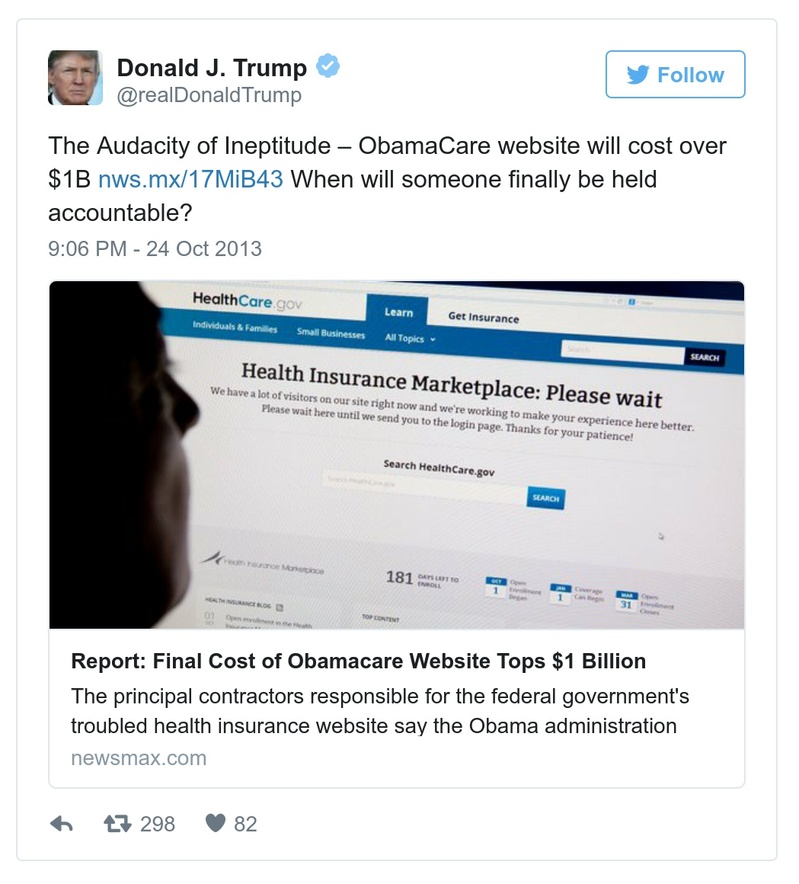 Donald J. Trump
@realDonaldTrump
Follow
The Audacity of Ineptitude – ObamaCare website will cost over
$1B nws.mx/17MiB43 When will someone finally be held
accountable?
9:06 PM - 24 Oct 2013
HealthCare.gov
Learn
Get Insurance
Individuals & Families
Small Businesses
All Topics
Search
SEARCH
Health Insurance Marketplace: Please wait
We have a lot of visitors on our site right now and we're working to make your experience here better.
Please wait here until we send you to the login page. Thanks for your patience!
Search HealthCare.gov
Search HealthCare.gov
SEARCH
Health Insurance Marketplace
181 DAYS LEFT TO
ENROLL
OCT
1
Open
Enrollment
Began
JAN
1
Coverage
Can Begin
MAR
31
Open
Enrollment
Closes
HEALTH INSURANCE BLOG
TOP CONTENT
01
Open enrollment in the Health
Report: Final Cost of Obamacare Website Tops $1 Billion
The principal contractors responsible for the federal government's
troubled health insurance website say the Obama administration
newsmax.com
298
82